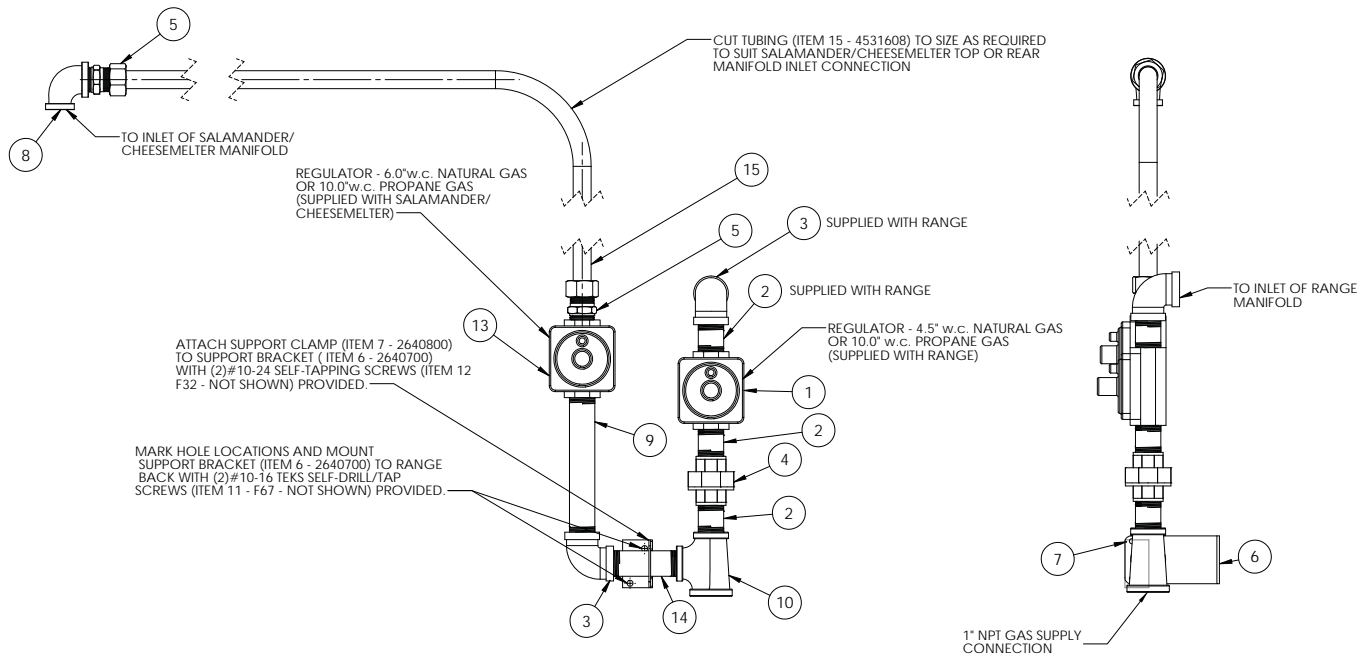 5
CUT TUBING (ITEM 15 - 4531608) TO SIZE AS REQUIRED
TO SUIT SALAMANDER/CHEESEMELTER TOP OR REAR
MANIFOLD INLET CONNECTION
8
TO INLET OF SALAMANDER/
CHEESEMELTER MANIFOLD
REGULATOR - 6.0"w.c. NATURAL GAS
OR 10.0"w.c. PROPANE GAS
(SUPPLIED WITH SALAMANDER/
CHEESEMELTER)
15
5
3 SUPPLIED WITH RANGE
2 SUPPLIED WITH RANGE
TO INLET OF RANGE
MANIFOLD
13
REGULATOR - 4.5" w.c. NATURAL GAS
OR 10.0" w.c. PROPANE GAS
(SUPPLIED WITH RANGE)
ATTACH SUPPORT CLAMP (ITEM 7 - 2640800)
TO SUPPORT BRACKET ( ITEM 6 - 2640700)
WITH (2)#10-24 SELF-TAPPING SCREWS (ITEM 12
F32 - NOT SHOWN) PROVIDED.
1
9
2
4
MARK HOLE LOCATIONS AND MOUNT
SUPPORT BRACKET (ITEM 6 - 2640700) TO RANGE
BACK WITH (2)#10-16 TEKS SELF-DRILL/TAP
SCREWS (ITEM 11 - F67 - NOT SHOWN) PROVIDED.
2
7
6
3
14
10
1" NPT GAS SUPPLY
CONNECTION